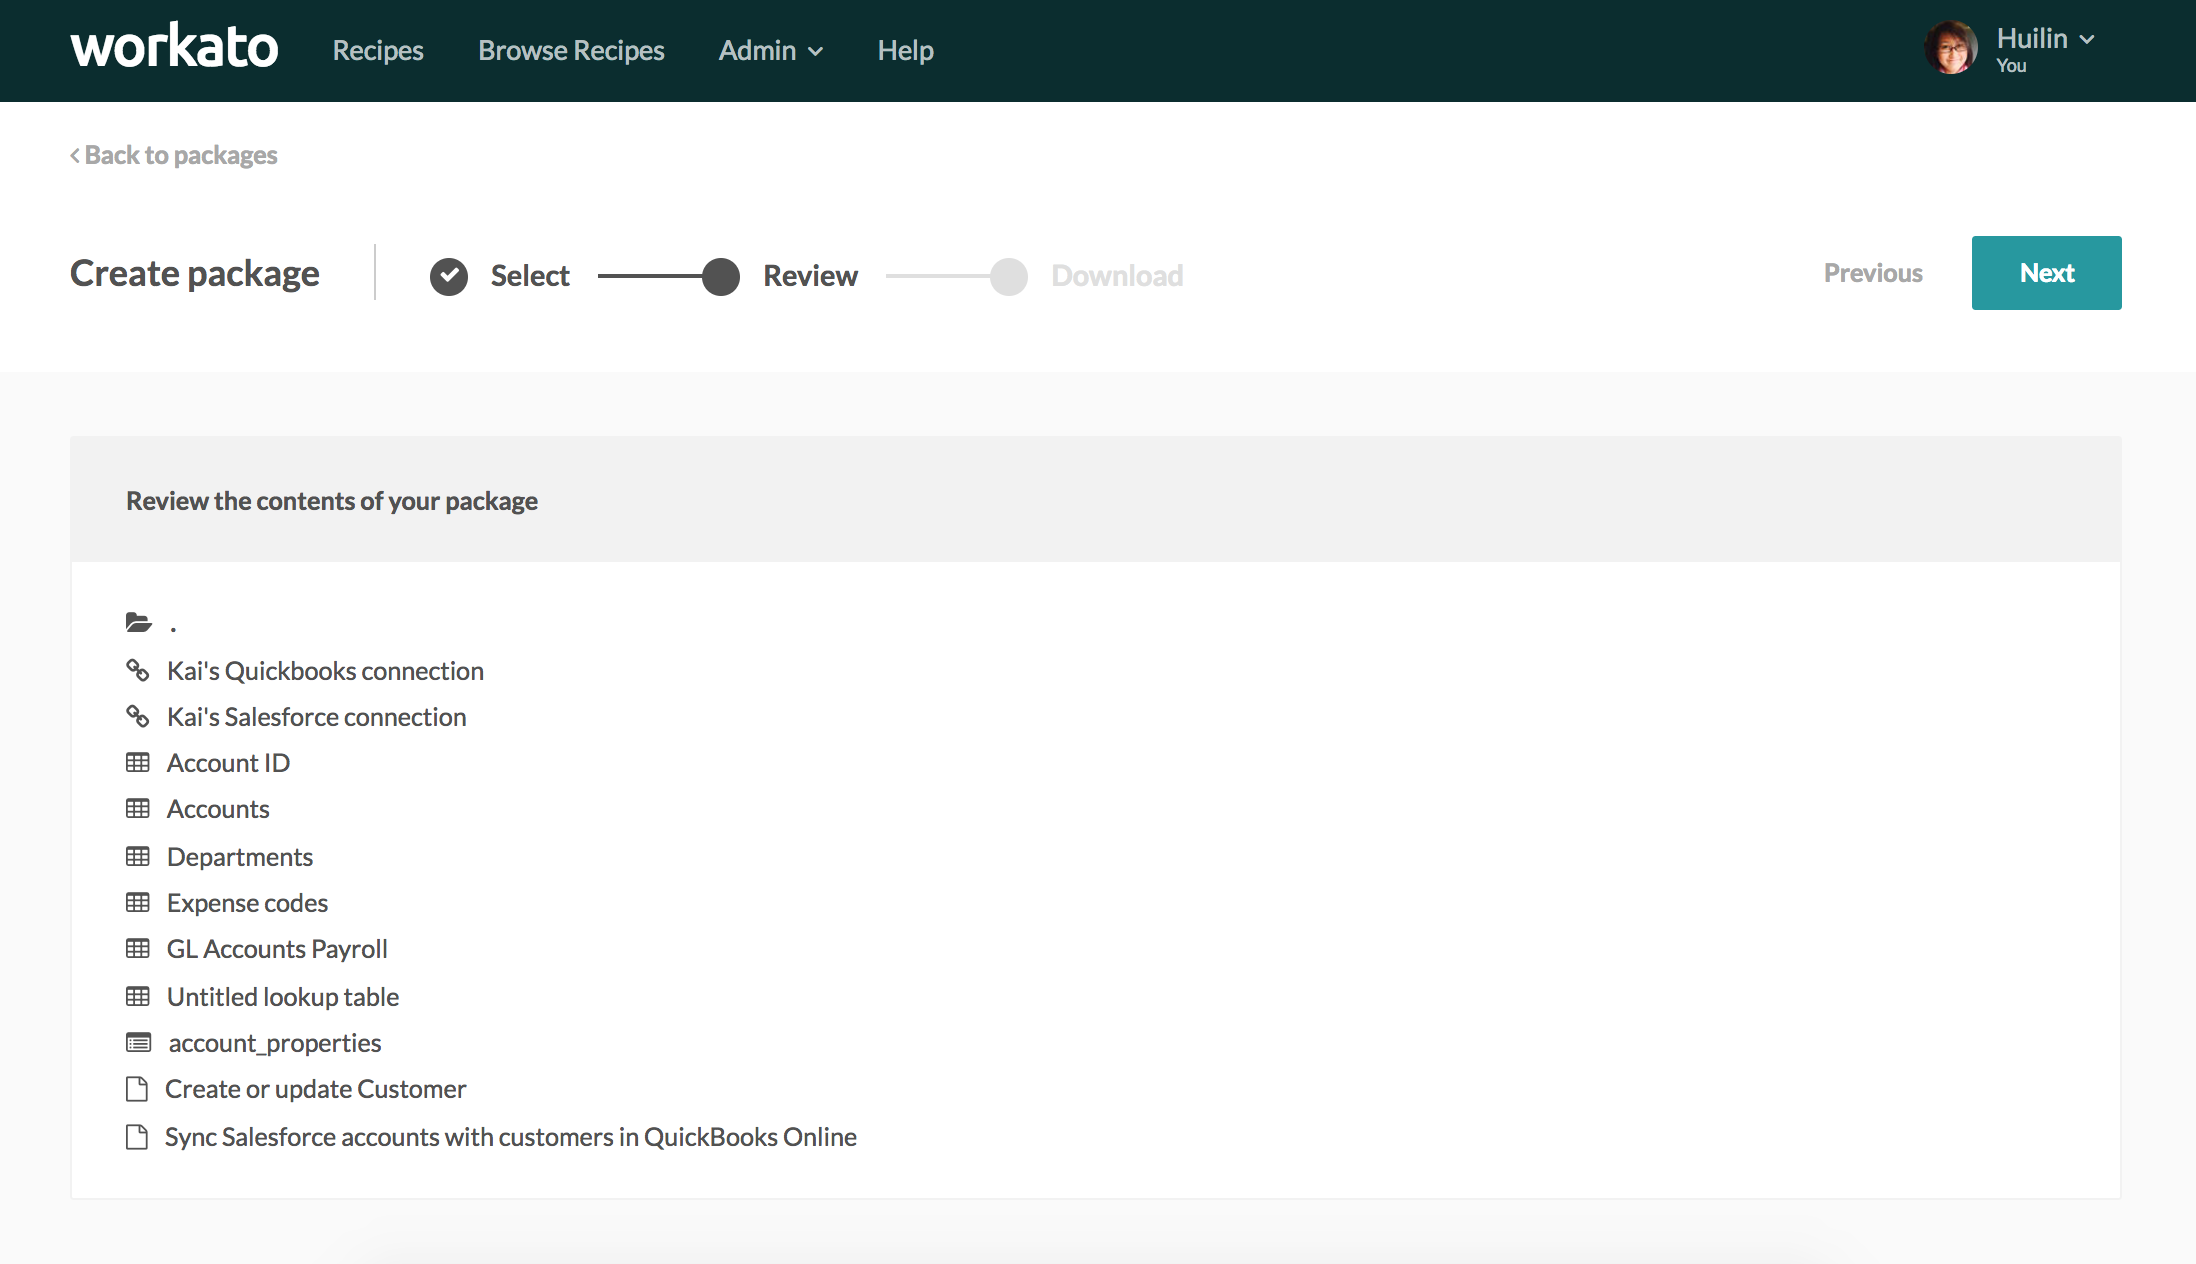 workato Recipes Browse Recipes Admin Help Huilin
You
Back to packages
Create package Select Review Download Previous Next
Review the contents of your package
.
Kai's Quickbooks connection
Kai's Salesforce connection
Account ID
Accounts
Departments
Expense codes
GL Accounts Payroll
Untitled lookup table
account_properties
Create or update Customer
Sync Salesforce accounts with customers in QuickBooks Online